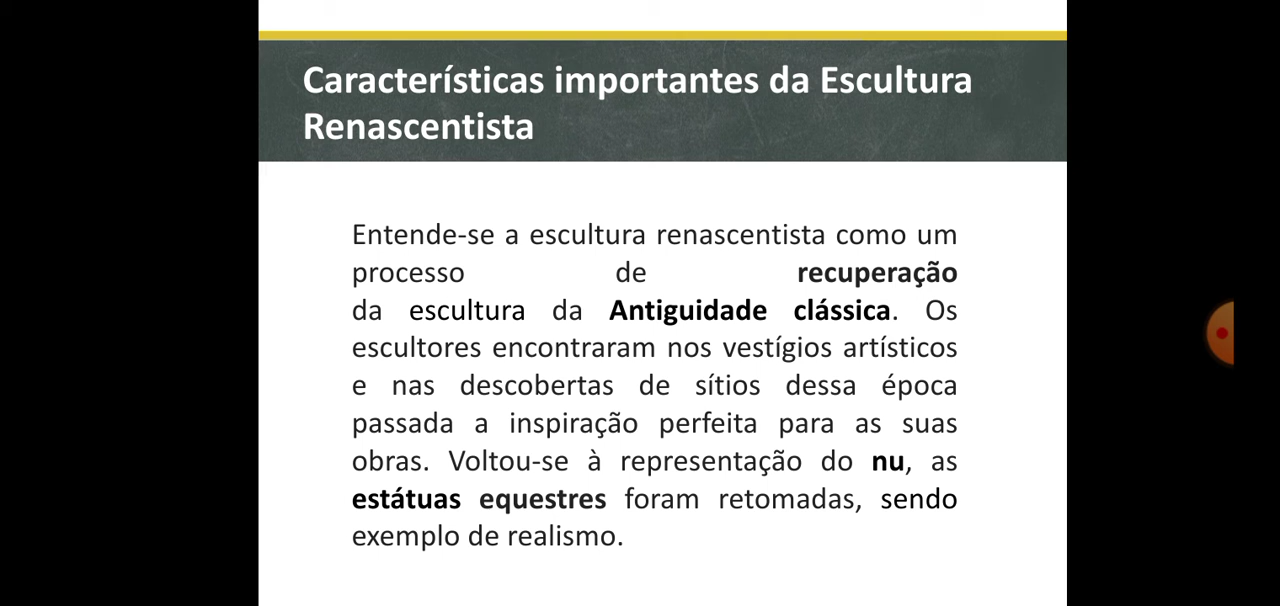 Características importantes da Escultura
Renascentista
Entende-se a escultura renascentista como um
processo de recuperação
da escultura da Antiguidade clássica. Os
escultores encontraram nos vestígios artísticos
e nas descobertas de sítios dessa época
passada a inspiração perfeita para as suas
obras. Voltou-se à representação do nu, as
estátuas equestres foram retomadas, sendo
exemplo de realismo.